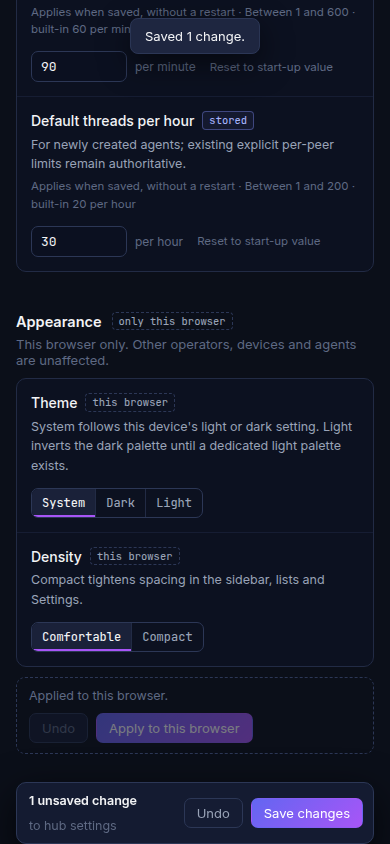 Applies when saved, without a restart · Between 1 and 600 ·
built-in 60 per min
Saved 1 change.
90 per minute Reset to start-up value
Default threads per hour stored
For newly created agents; existing explicit per-peer
limits remain authoritative.
Applies when saved, without a restart · Between 1 and 200 ·
built-in 20 per hour
30 per hour Reset to start-up value
Appearance only this browser
This browser only. Other operators, devices and agents
are unaffected.
Theme this browser
System follows this device's light or dark setting. Light
inverts the dark palette until a dedicated light palette
exists.
System Dark Light
Density this browser
Compact tightens spacing in the sidebar, lists and
Settings.
Comfortable Compact
Applied to this browser.
Undo Apply to this browser
1 unsaved change
to hub settings
Undo Save changes